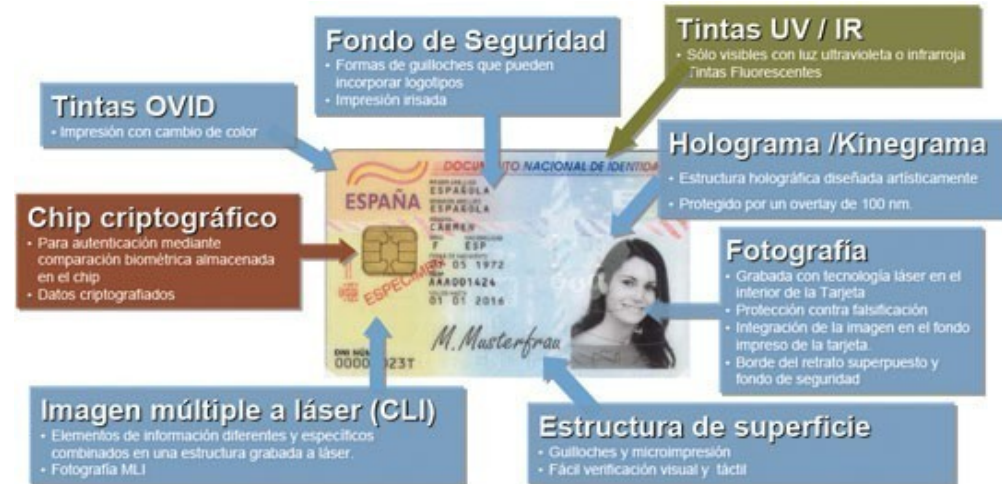 Fondo de Seguridad
• Formas de guilloches que pueden
incorporar logotipos
• Impresión irisada
Tintas UV / IR
• Sólo visibles con luz ultravioleta o infrarroja
Tintas Fluorescentes
Tintas OVID
• Impresión con cambio de color
Holograma /Kinegrama
• Estructura holográfica diseñada artísticamente
• Protegido por un overlay de 100 nm.
Chip criptográfico
• Para autenticación mediante
comparación biométrica almacenada
en el chip
• Datos criptografiados
DOCUMENTO NACIONAL DE IDENTIDA
ESPAÑA
ESPAÑOLA
ESPAÑOLA
CARMEN
F ESP
05 1972
AAA001424
01 01 2016
ESPECIMEN
M. Musterfrau
DNI NÚM
0000 023T
Fotografía
• Grabada con tecnología láser en el
interior de la Tarjeta
• Protección contra falsificación
• Integración de la imagen en el fondo
impreso de la tarjeta.
• Borde del retrato superpuesto y
fondo de seguridad
Imagen múltiple a láser (CLI)
• Elementos de información diferentes y específicos
combinados en una estructura grabada a láser.
• Fotografía MLI
Estructura de superficie
• Guilloches y microimpresión
• Fácil verificación visual y táctil